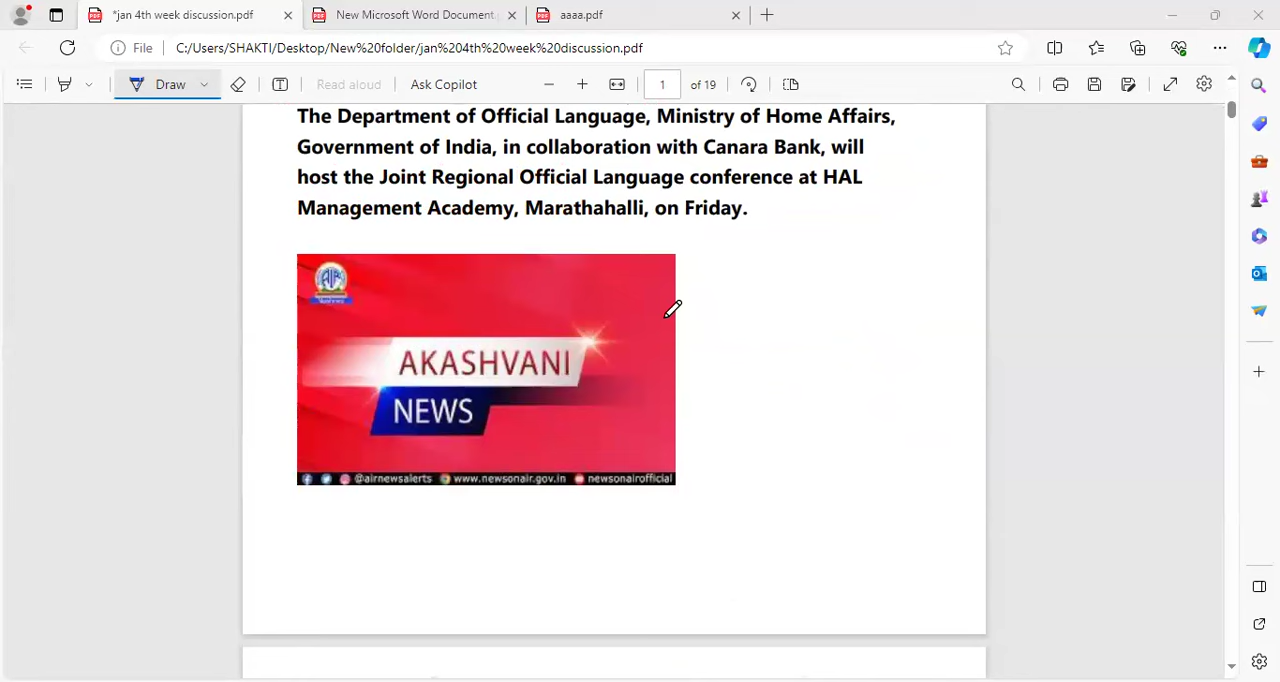 *jan 4th week discussion.pdf
New Microsoft Word Document.
aaaa.pdf
File
C:/Users/SHAKTI/Desktop/New%20folder/jan%204th%20week%20discussion.pdf
Draw
Read aloud
Ask Copilot
1 of 19
The Department of Official Language, Ministry of Home Affairs,
Government of India, in collaboration with Canara Bank, will
host the Joint Regional Official Language conference at HAL
Management Academy, Marathahalli, on Friday.
AIR
AKASHVANI
NEWS
@airnewsalerts www.newsonair.gov.in newsonairofficial